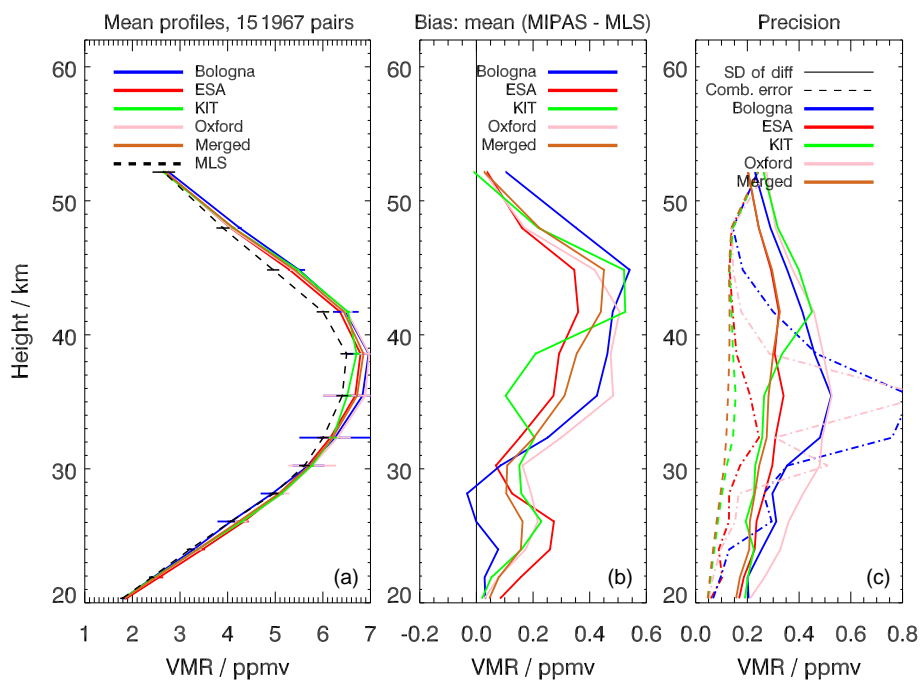 Mean profiles, 15 1967 pairs
Bias: mean (MIPAS - MLS)
Precision
60
50
40
30
20
Height / km
Bologna
ESA
KIT
Oxford
Merged
MLS
(a)
1 2 3 4 5 6 7
VMR / ppmv
60
50
40
30
20
Bologna
ESA
KIT
Oxford
Merged
(b)
-0.2 0.0 0.2 0.4 0.6
VMR / ppmv
60
50
40
30
20
SD of diff
Comb. error
Bologna
ESA
KIT
Oxford
Merged
(c)
0.0 0.2 0.4 0.6 0.8
VMR / ppmv